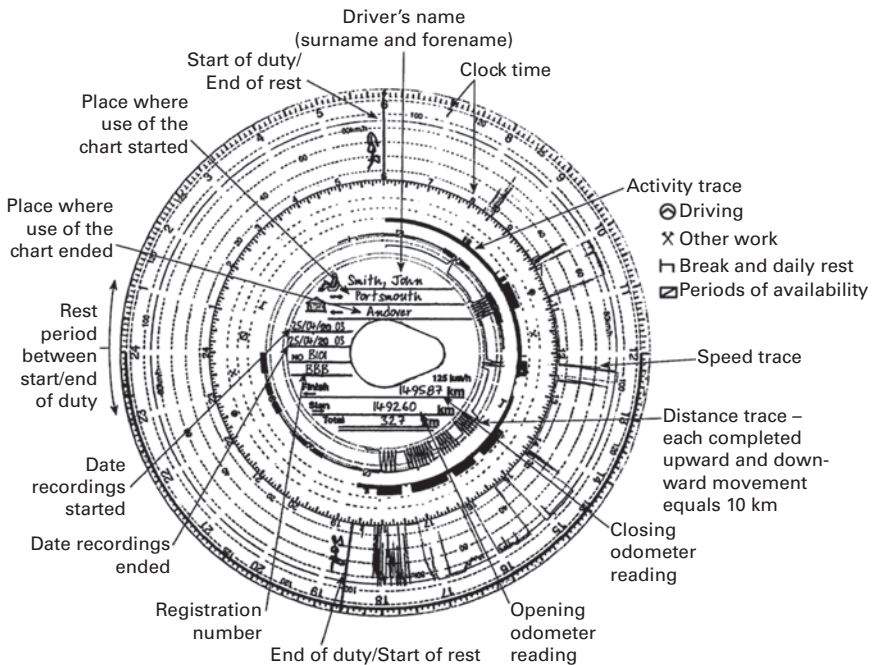 Driver's name
(surname and forename)
Start of duty/
End of rest
Clock time
Place where
use of the
chart started
Activity trace
Driving
Other work
Break and daily rest
Periods of availability
Place where
use of the
chart ended
Smith, John
Portsmouth
Andover
25/04/20 03
25/04/20 03
NO BIOI
BBB
125 km/h
Finish 149587 km
Start 149260 km
Total 327 km
Rest
period
between
start/end
of duty
Speed trace
Distance trace –
each completed
upward and down-
ward movement
equals 10 km
Date
recordings
started
Closing
odometer
reading
Date recordings
ended
Registration
number
Opening
odometer
reading
End of duty/Start of rest